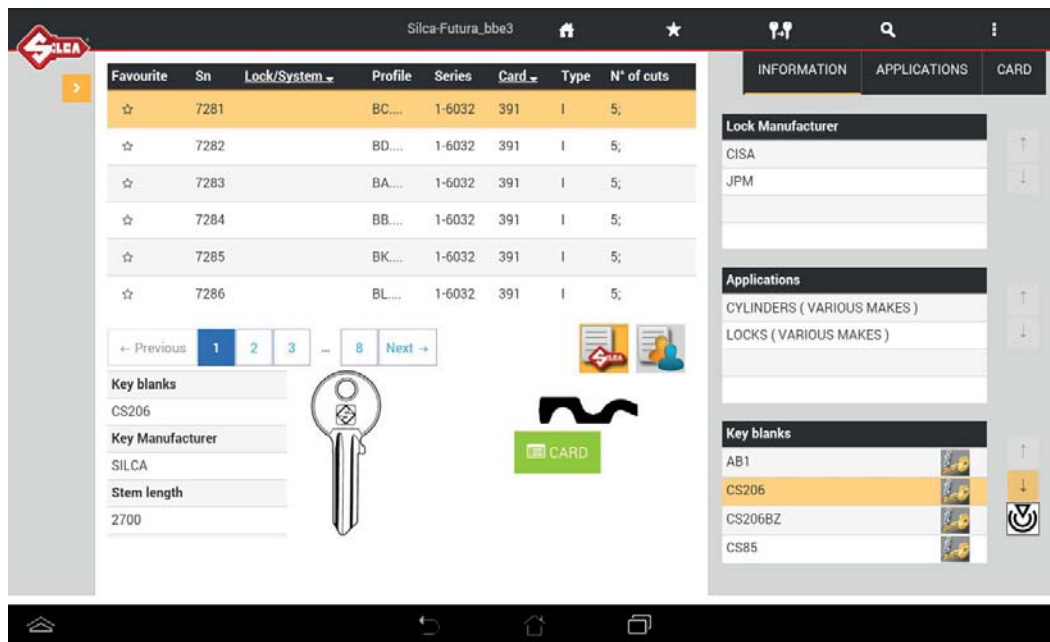 Silca-Futura_bbe3
SILCA
Favourite Sn Lock/System Profile Series Card Type N° of cuts
7281 BC.... 1-6032 391 I 5;
7282 BD.... 1-6032 391 I 5;
7283 BA.... 1-6032 391 I 5;
7284 BB.... 1-6032 391 I 5;
7285 BK.... 1-6032 391 I 5;
7286 BL.... 1-6032 391 I 5;
← Previous 1 2 3 ... 8 Next →
SILCA
Key blanks
CS206
Key Manufacturer
SILCA
Stem length
2700
CARD
INFORMATION APPLICATIONS CARD
Lock Manufacturer
CISA
JPM
Applications
CYLINDERS ( VARIOUS MAKES )
LOCKS ( VARIOUS MAKES )
Key blanks
AB1
CS206
CS206BZ
CS85